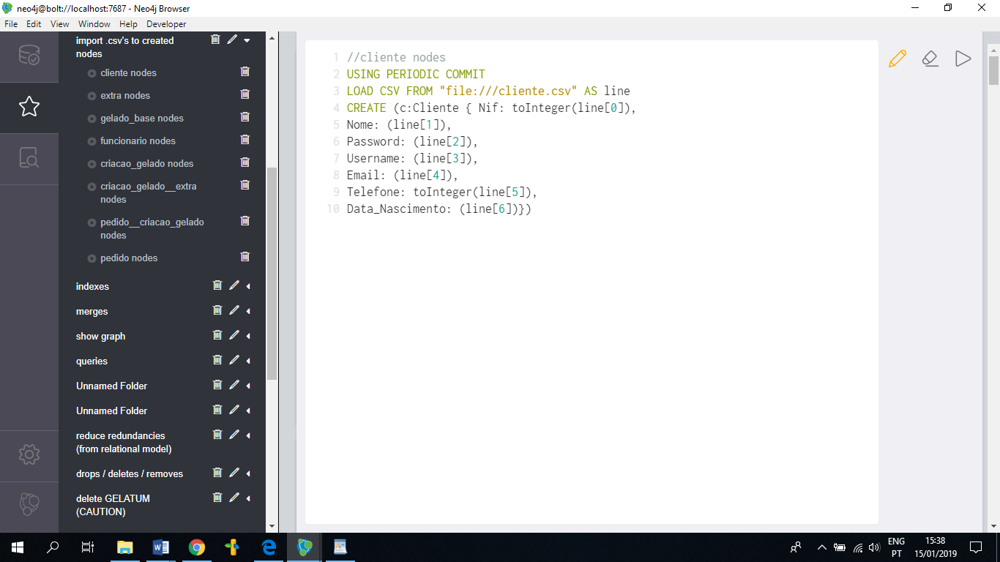 neo4j@bolt://localhost:7687 - Neo4j Browser
File Edit View Window Help Developer
import .csv's to created
nodes
cliente nodes
extra nodes
gelado_base nodes
funcionario nodes
criacao_gelado nodes
criacao_gelado__extra
nodes
pedido__criacao_gelado
nodes
pedido nodes
indexes
merges
show graph
queries
Unnamed Folder
Unnamed Folder
reduce redundancies
(from relational model)
drops / deletes / removes
delete GELATUM
(CAUTION)
1 //cliente nodes
2 USING PERIODIC COMMIT
3 LOAD CSV FROM "file:///cliente.csv" AS line
4 CREATE (c:Cliente { Nif: toInteger(line[0]),
5 Nome: (line[1]),
6 Password: (line[2]),
7 Username: (line[3]),
8 Email: (line[4]),
9 Telefone: toInteger(line[5]),
10 Data_Nascimento: (line[6])})
ENG
PT
15:38
15/01/2019